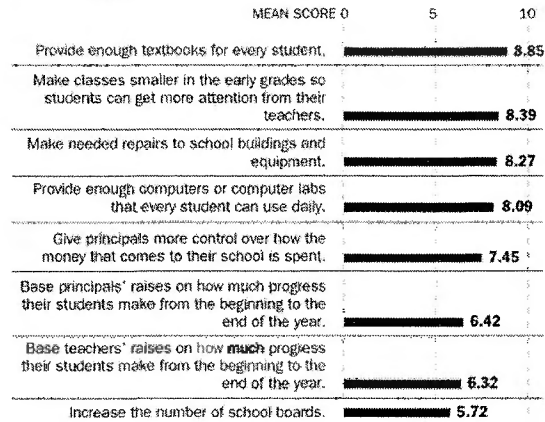 MEAN SCORE 0 5 10
Provide enough textbooks for every student. 8.85
Make classes smaller in the early grades so
students can get more attention from their
teachers. 8.39
Make needed repairs to school buildings and
equipment. 8.27
Provide enough computers or computer labs
that every student can use daily. 8.09
Give principals more control over how the
money that comes to their school is spent. 7.45
Base principals' raises on how much progress
their students make from the beginning to the
end of the year. 6.42
Base teachers' raises on how much progress
their students make from the beginning to the
end of the year. 6.32
Increase the number of school boards. 5.72